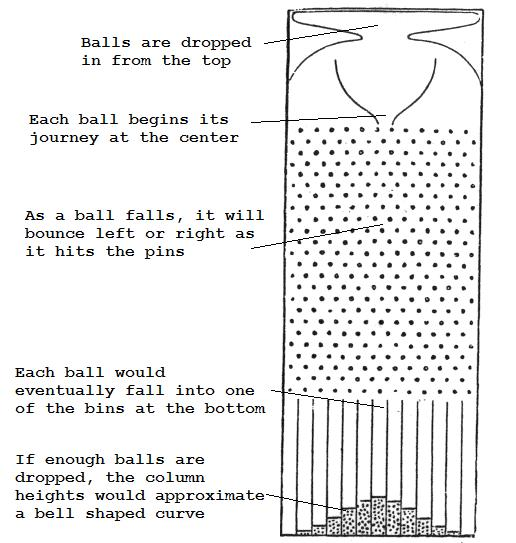 Balls are dropped
in from the top
Each ball begins its
journey at the center
As a ball falls, it will
bounce left or right as
it hits the pins
Each ball would
eventually fall into one
of the bins at the bottom
If enough balls are
dropped, the column
heights would approximate
a bell shaped curve